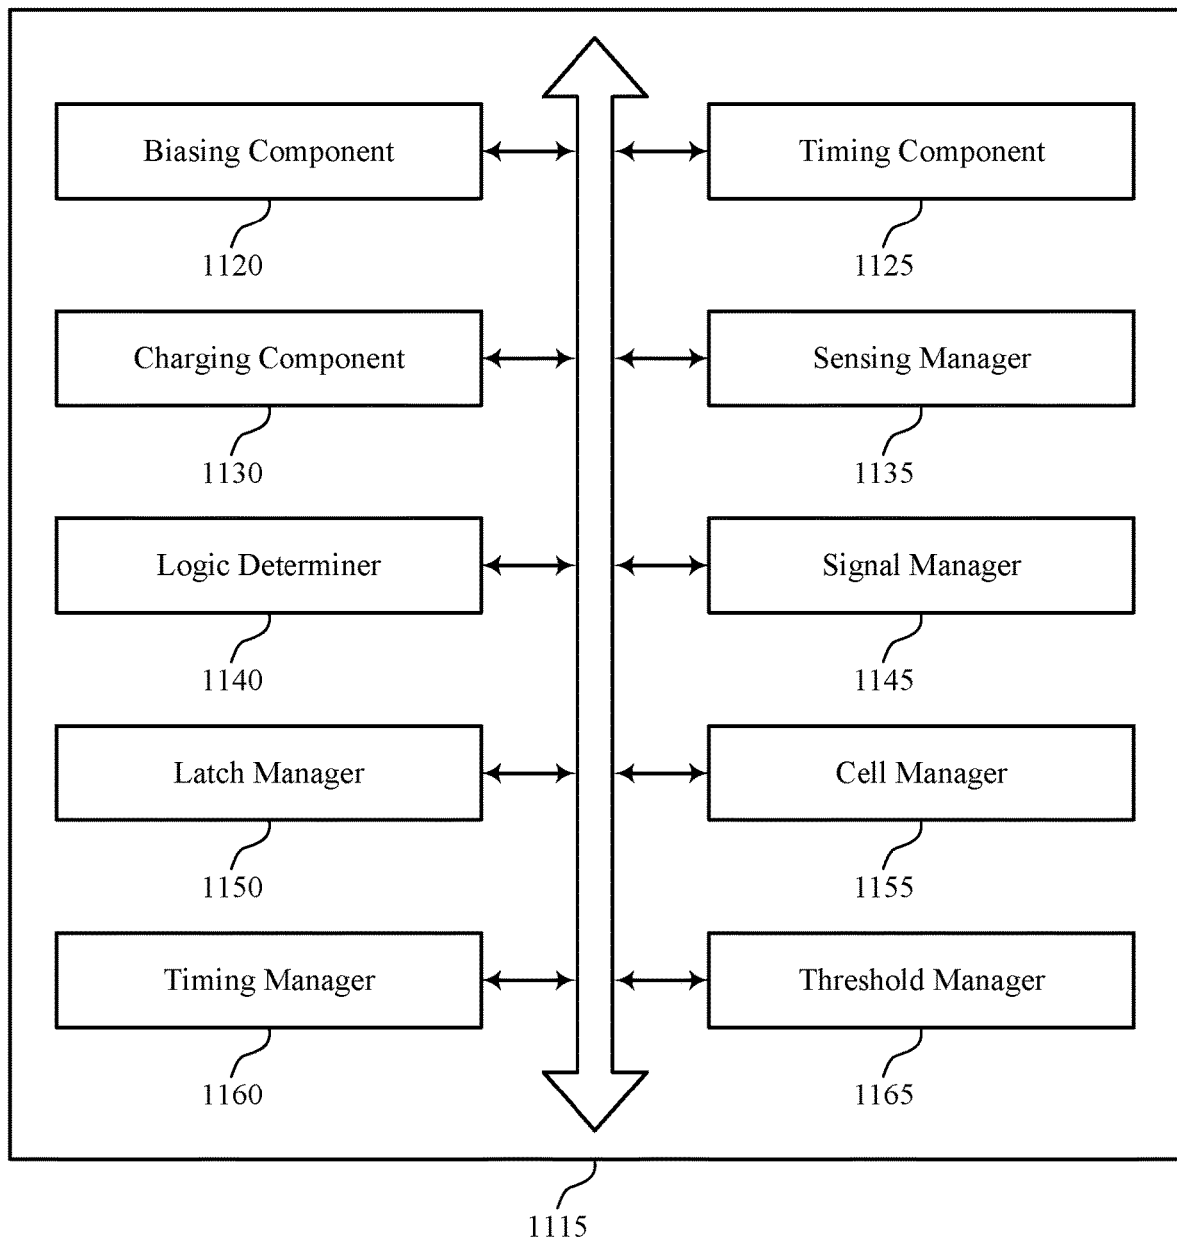 Biasing Component
Timing Component
1120
1125
Charging Component
Sensing Manager
1130
1135
Logic Determiner
Signal Manager
1140
1145
Latch Manager
Cell Manager
1150
1155
Timing Manager
Threshold Manager
1160
1165
1115